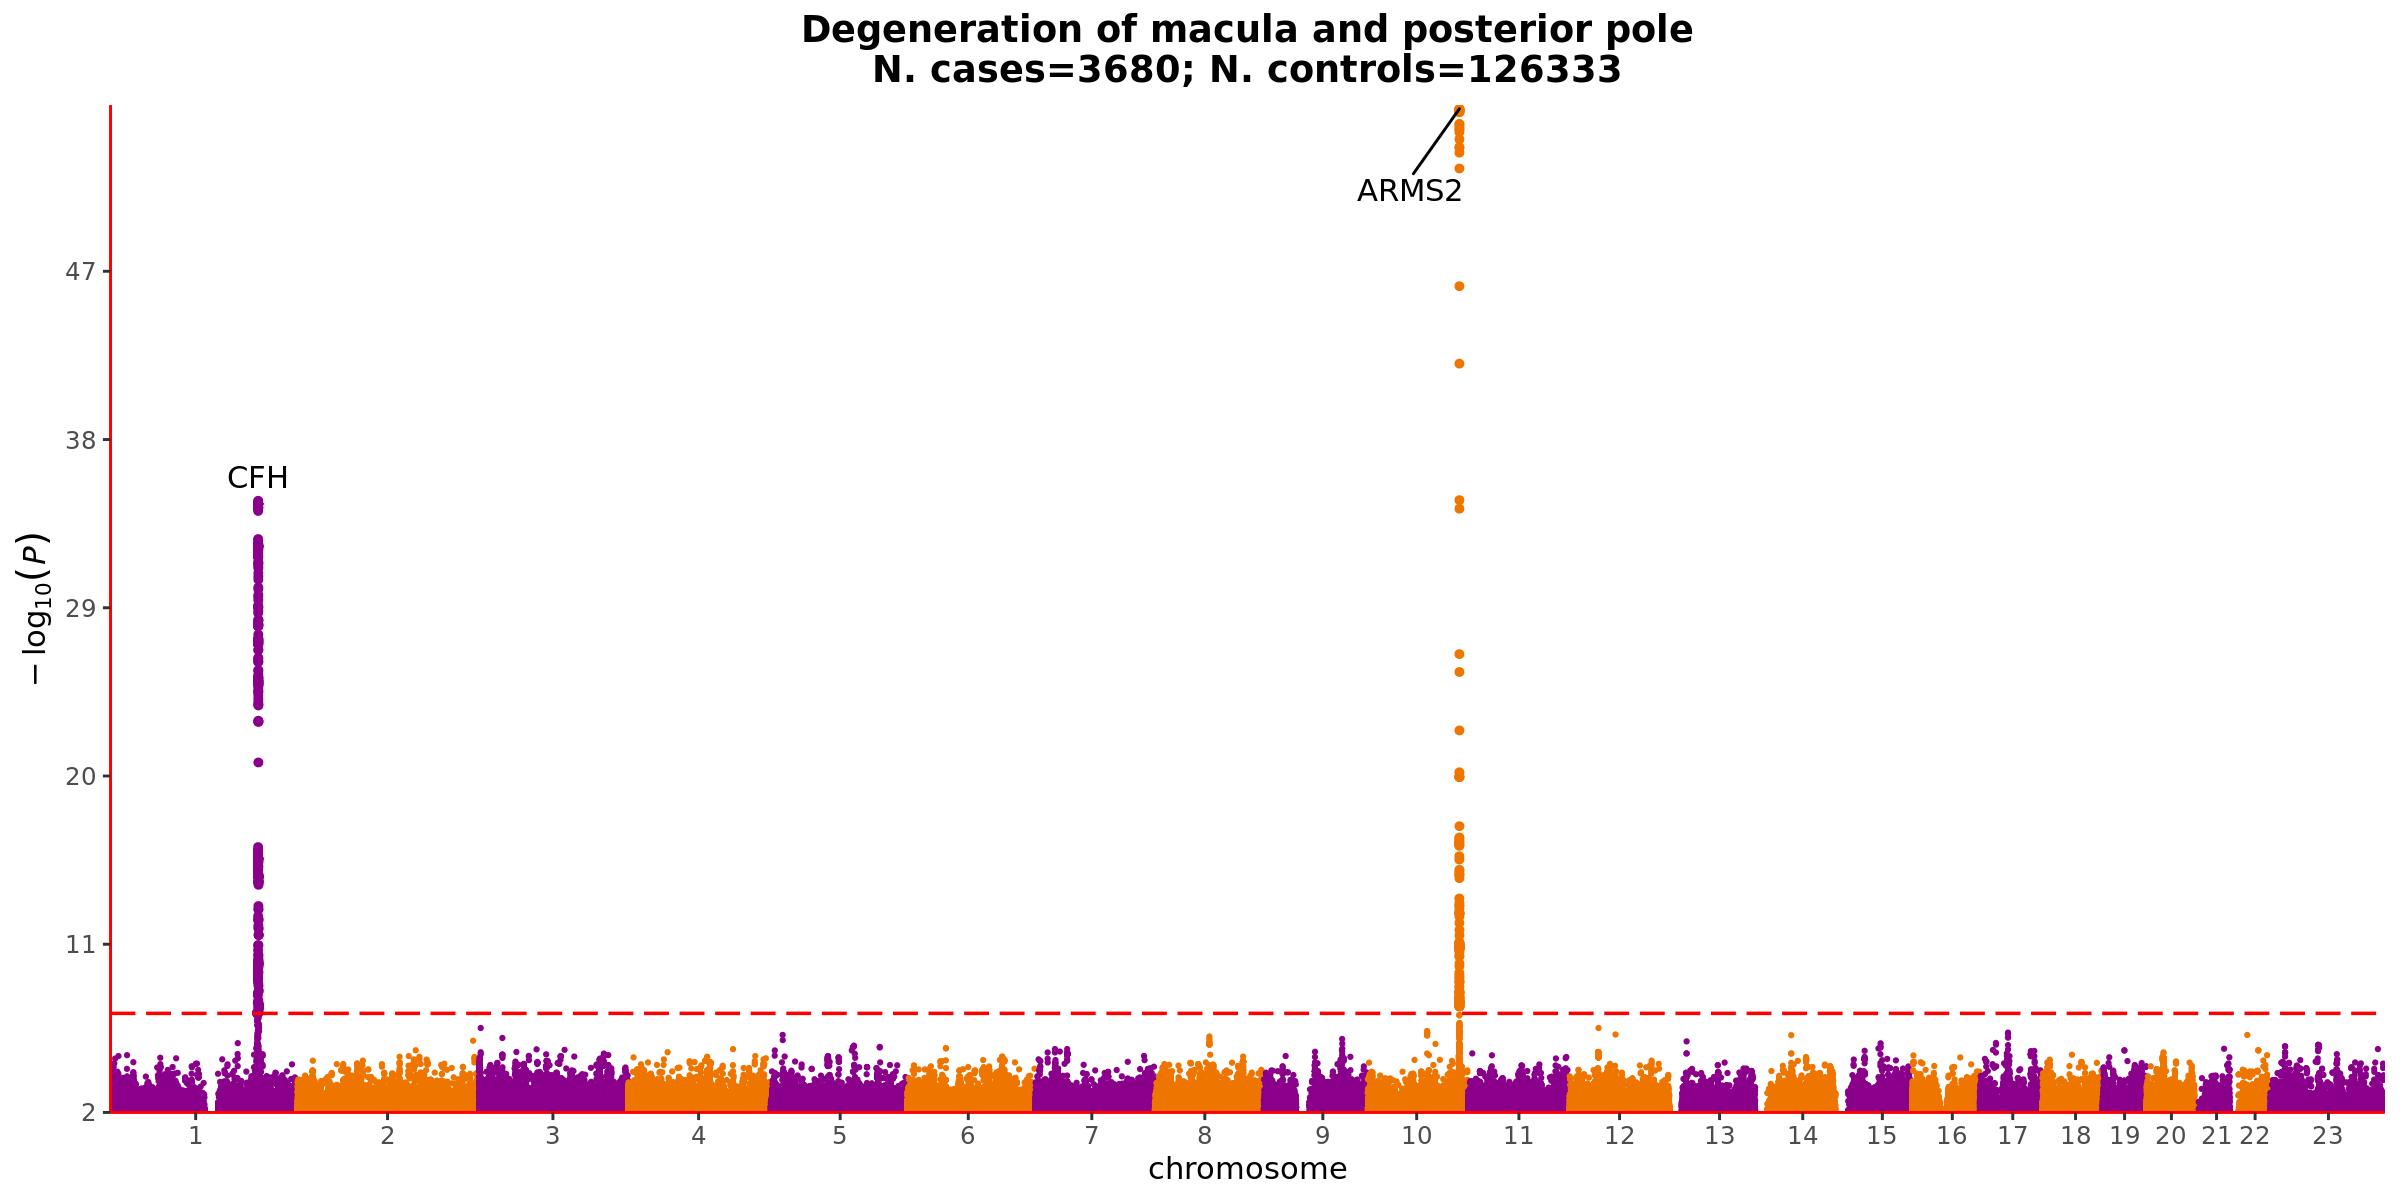 Degeneration of macula and posterior pole
N. cases=3680; N. controls=126333
ARMS2
CFH
47
38
29
20
11
2
−log10(P)
1 2 3 4 5 6 7 8 9 10 11 12 13 14 15 16 17 18 19 20 21 22 23
chromosome